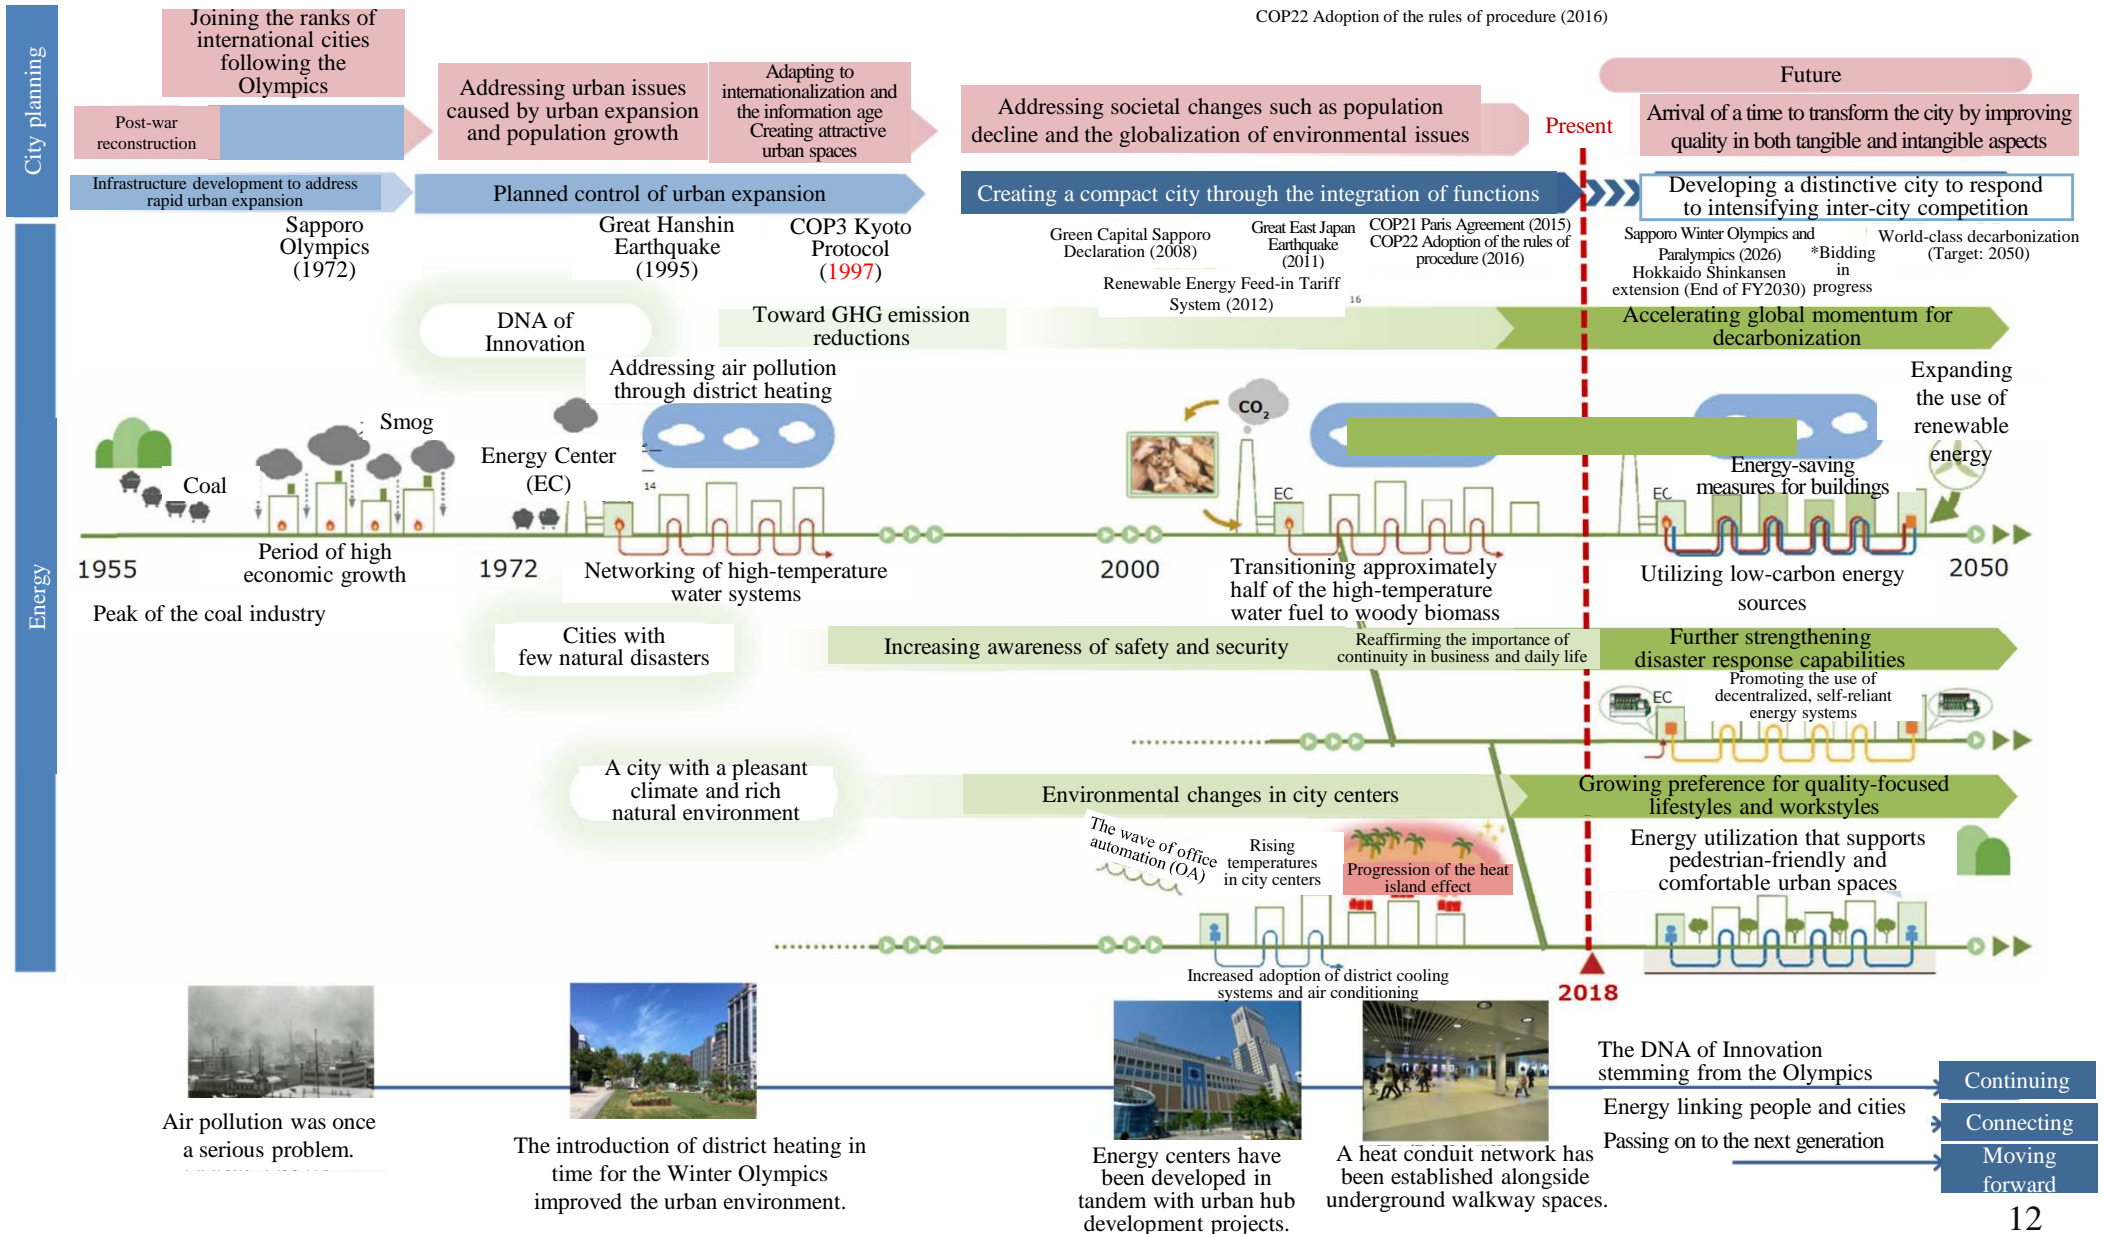 COP22 Adoption of the rules of procedure (2016)
City planning
Joining the ranks of
international cities
following the
Olympics
Post-war
reconstruction
Addressing urban issues
caused by urban expansion
and population growth
Adapting to
internationalization and
the information age
Creating attractive
urban spaces
Addressing societal changes such as population
decline and the globalization of environmental issues
Present
Future
Arrival of a time to transform the city by improving
quality in both tangible and intangible aspects
Infrastructure development to address
rapid urban expansion
Planned control of urban expansion
Creating a compact city through the integration of functions
Developing a distinctive city to respond
to intensifying inter-city competition
Energy
Energy
Sapporo
Olympics
(1972)
Great Hanshin
Earthquake
(1995)
COP3 Kyoto
Protocol
(1997)
Green Capital Sapporo
Declaration (2008)
Great East Japan
Earthquake
(2011)
COP21 Paris Agreement (2015)
COP22 Adoption of the rules of
procedure (2016)
Renewable Energy Feed-in Tariff
System (2012)
16
Sapporo Winter Olympics and
Paralympics (2026)
*Bidding
in
progress
Hokkaido Shinkansen
extension (End of FY2030)
World-class decarbonization
(Target: 2050)
DNA of
Innovation
Toward GHG emission
reductions
Accelerating global momentum for
decarbonization
Addressing air pollution
through district heating
Smog
Coal
Energy Center
(EC)
14
CO2
EC
EC
Energy-saving
measures for buildings
Expanding
the use of
renewable
energy
1955
Period of high
economic growth
1972
Networking of high-temperature
water systems
2000
Transitioning approximately
half of the high-temperature
water fuel to woody biomass
Utilizing low-carbon energy
sources
2050
Peak of the coal industry
Cities with
few natural disasters
Increasing awareness of safety and security
Reaffirming the importance of
continuity in business and daily life
Further strengthening
disaster response capabilities
EC
Promoting the use of
decentralized, self-reliant
energy systems
A city with a pleasant
climate and rich
natural environment
Environmental changes in city centers
Growing preference for quality-focused
lifestyles and workstyles
The wave of office
automation (OA)
Rising
temperatures
in city centers
Progression of the heat
island effect
Energy utilization that supports
pedestrian-friendly and
comfortable urban spaces
Increased adoption of district cooling
systems and air conditioning
2018
Air pollution was once
a serious problem.
The introduction of district heating in
time for the Winter Olympics
improved the urban environment.
Energy centers have
been developed in
tandem with urban hub
development projects.
A heat conduit network has
been established alongside
underground walkway spaces.
The DNA of Innovation
stemming from the Olympics
Continuing
Energy linking people and cities
Connecting
Passing on to the next generation
Moving
forward
12